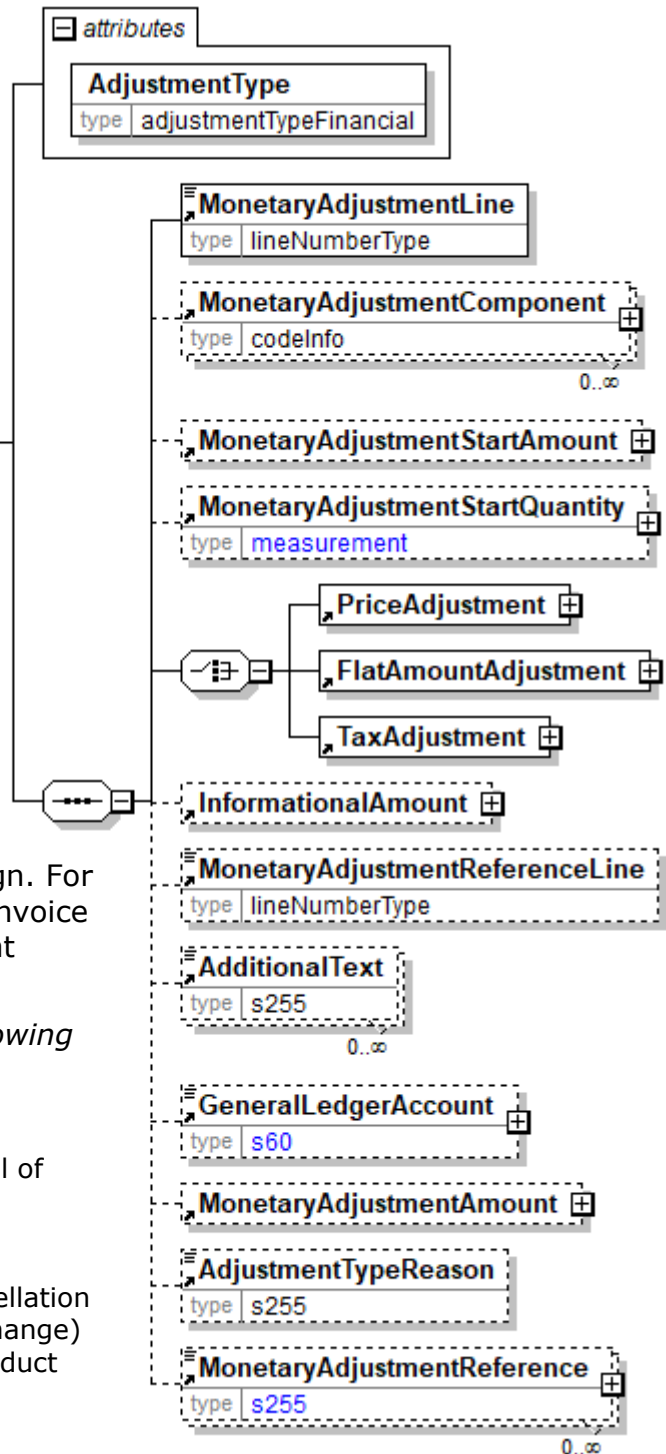 attributes
AdjustmentType
type adjustmentTypeFinancial
MonetaryAdjustmentLine
type lineNumberType
MonetaryAdjustmentComponent
type codeInfo
0..∞
MonetaryAdjustmentStartAmount
MonetaryAdjustmentStartQuantity
type measurement
PriceAdjustment
FlatAmountAdjustment
TaxAdjustment
InformationalAmount
gn. For
MonetaryAdjustmentReferenceLine
nvoice
type lineNumberType
nt
AdditionalText
type s255
owing
0..∞
GeneralLedgerAccount
type s60
l of
MonetaryAdjustmentAmount
AdjustmentTypeReason
ellation
type s255
nange)
duct
MonetaryAdjustmentReference
type s255
0..∞